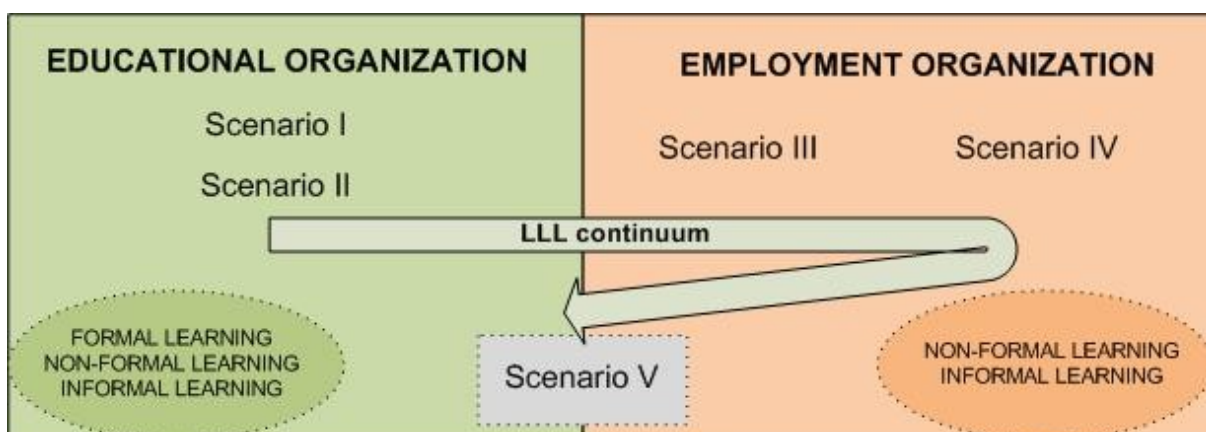 EDUCATIONAL ORGANIZATION
Scenario I
Scenario II
EMPLOYMENT ORGANIZATION
Scenario III
Scenario IV
LLL continuum
FORMAL LEARNING
NON-FORMAL LEARNING
INFORMAL LEARNING
Scenario V
NON-FORMAL LEARNING
INFORMAL LEARNING